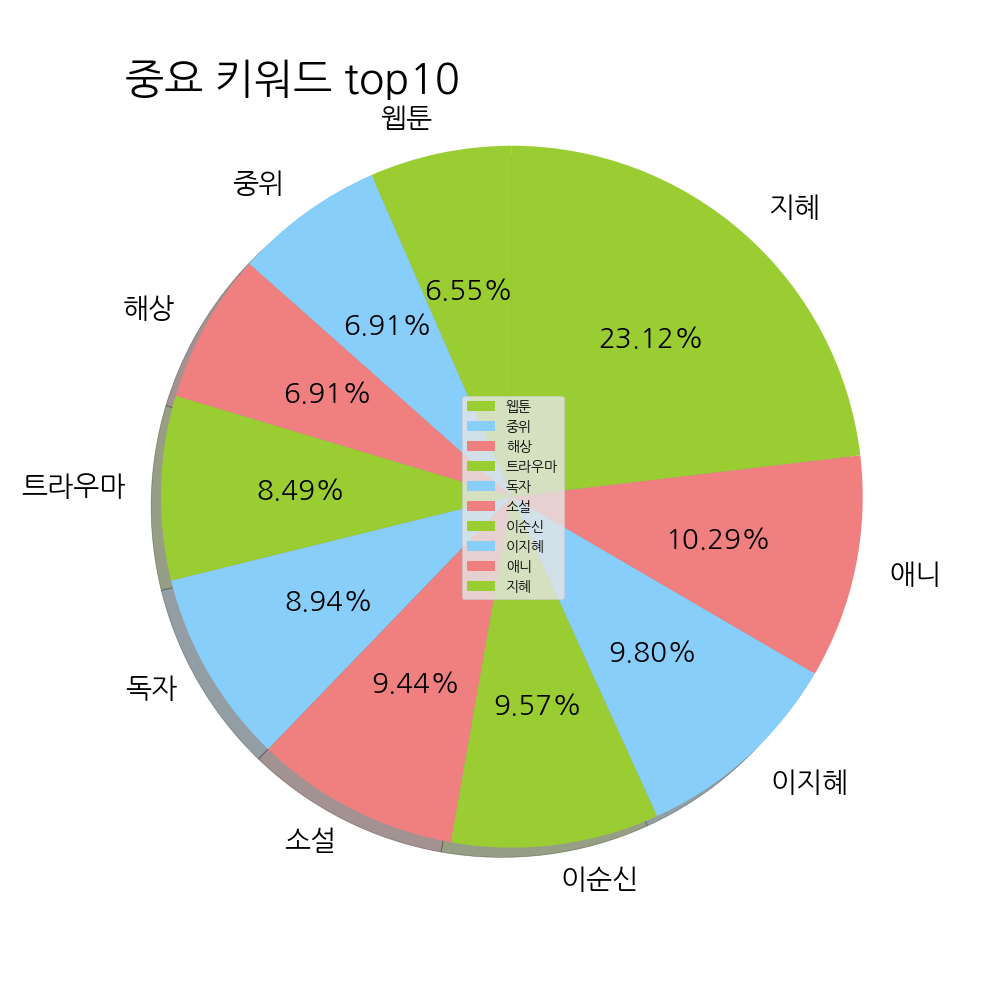 중요 키워드 top10
웹툰
중위
지혜
해상
트라우마
애니
독자
이지혜
소설
이순신
6.55%
6.91%
23.12%
6.91%
8.49%
10.29%
8.94%
9.80%
9.44%
9.57%
웹툰
중위
해상
트라우마
독자
소설
이순신
이지혜
애니
지혜